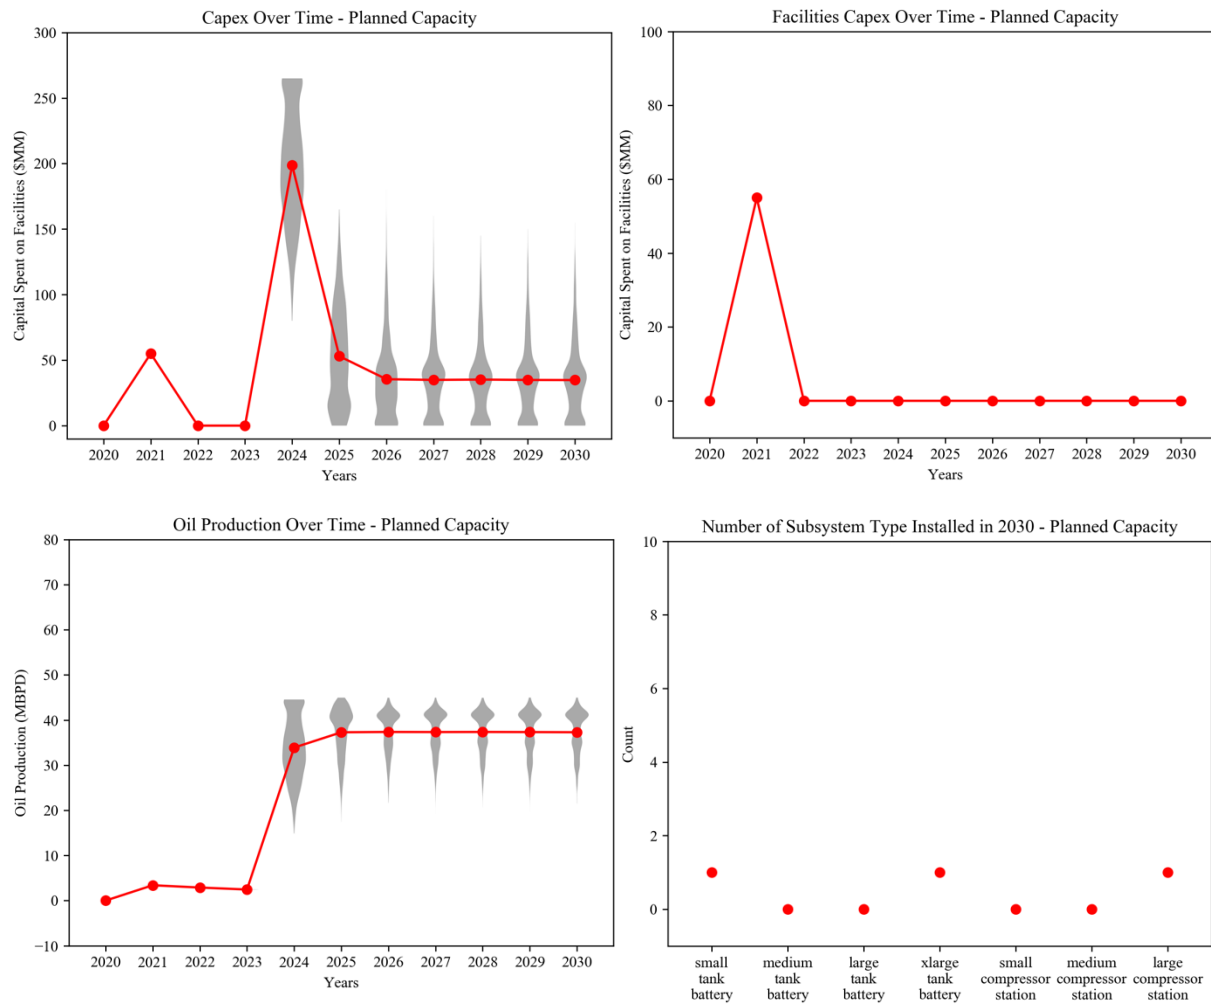 Capex Over Time - Planned Capacity
300
250
200
150
100
50
0
Capital Spent on Facilities ($MM)
2020 2021 2022 2023 2024 2025 2026 2027 2028 2029 2030
Years
Facilities Capex Over Time - Planned Capacity
100
80
60
40
20
0
Capital Spent on Facilities ($MM)
2020 2021 2022 2023 2024 2025 2026 2027 2028 2029 2030
Years
Oil Production Over Time - Planned Capacity
80
70
60
50
40
30
20
10
0
−10
Oil Production (MBPD)
2020 2021 2022 2023 2024 2025 2026 2027 2028 2029 2030
Years
Number of Subsystem Type Installed in 2030 - Planned Capacity
10
8
6
4
2
0
Count
small medium large xlarge small medium large
tank tank tank tank compressor compressor compressor
battery battery battery battery station station station